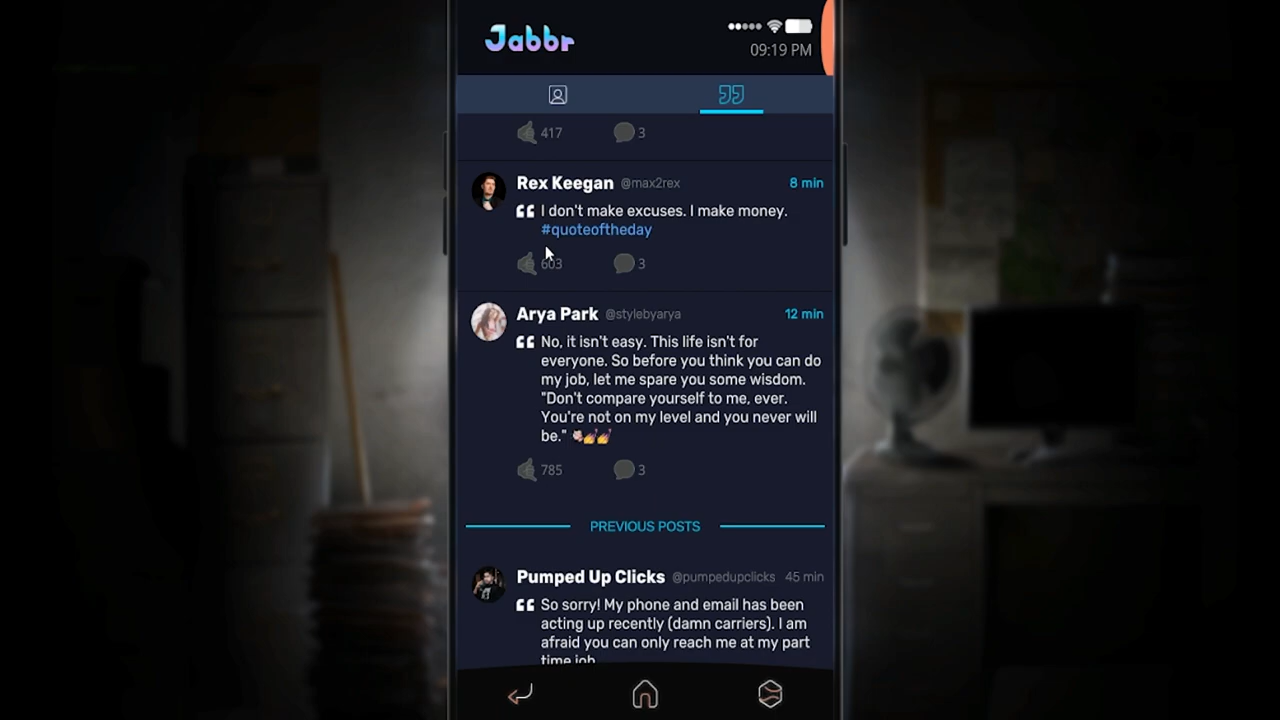 Jabbr
09:19 PM
417 3
Rex Keegan @max2rex 8 min
I don't make excuses. I make money.
#quoteoftheday
603 3
Arya Park @stylebyarya 12 min
No, it isn't easy. This life isn't for
everyone. So before you think you can do
my job, let me spare you some wisdom.
"Don't compare yourself to me, ever.
You're not on my level and you never will
be."
785 3
PREVIOUS POSTS
Pumped Up Clicks @pumpedupclicks 45 min
So sorry! My phone and email has been
acting up recently (damn carriers). I am
afraid you can only reach me at my part
time job